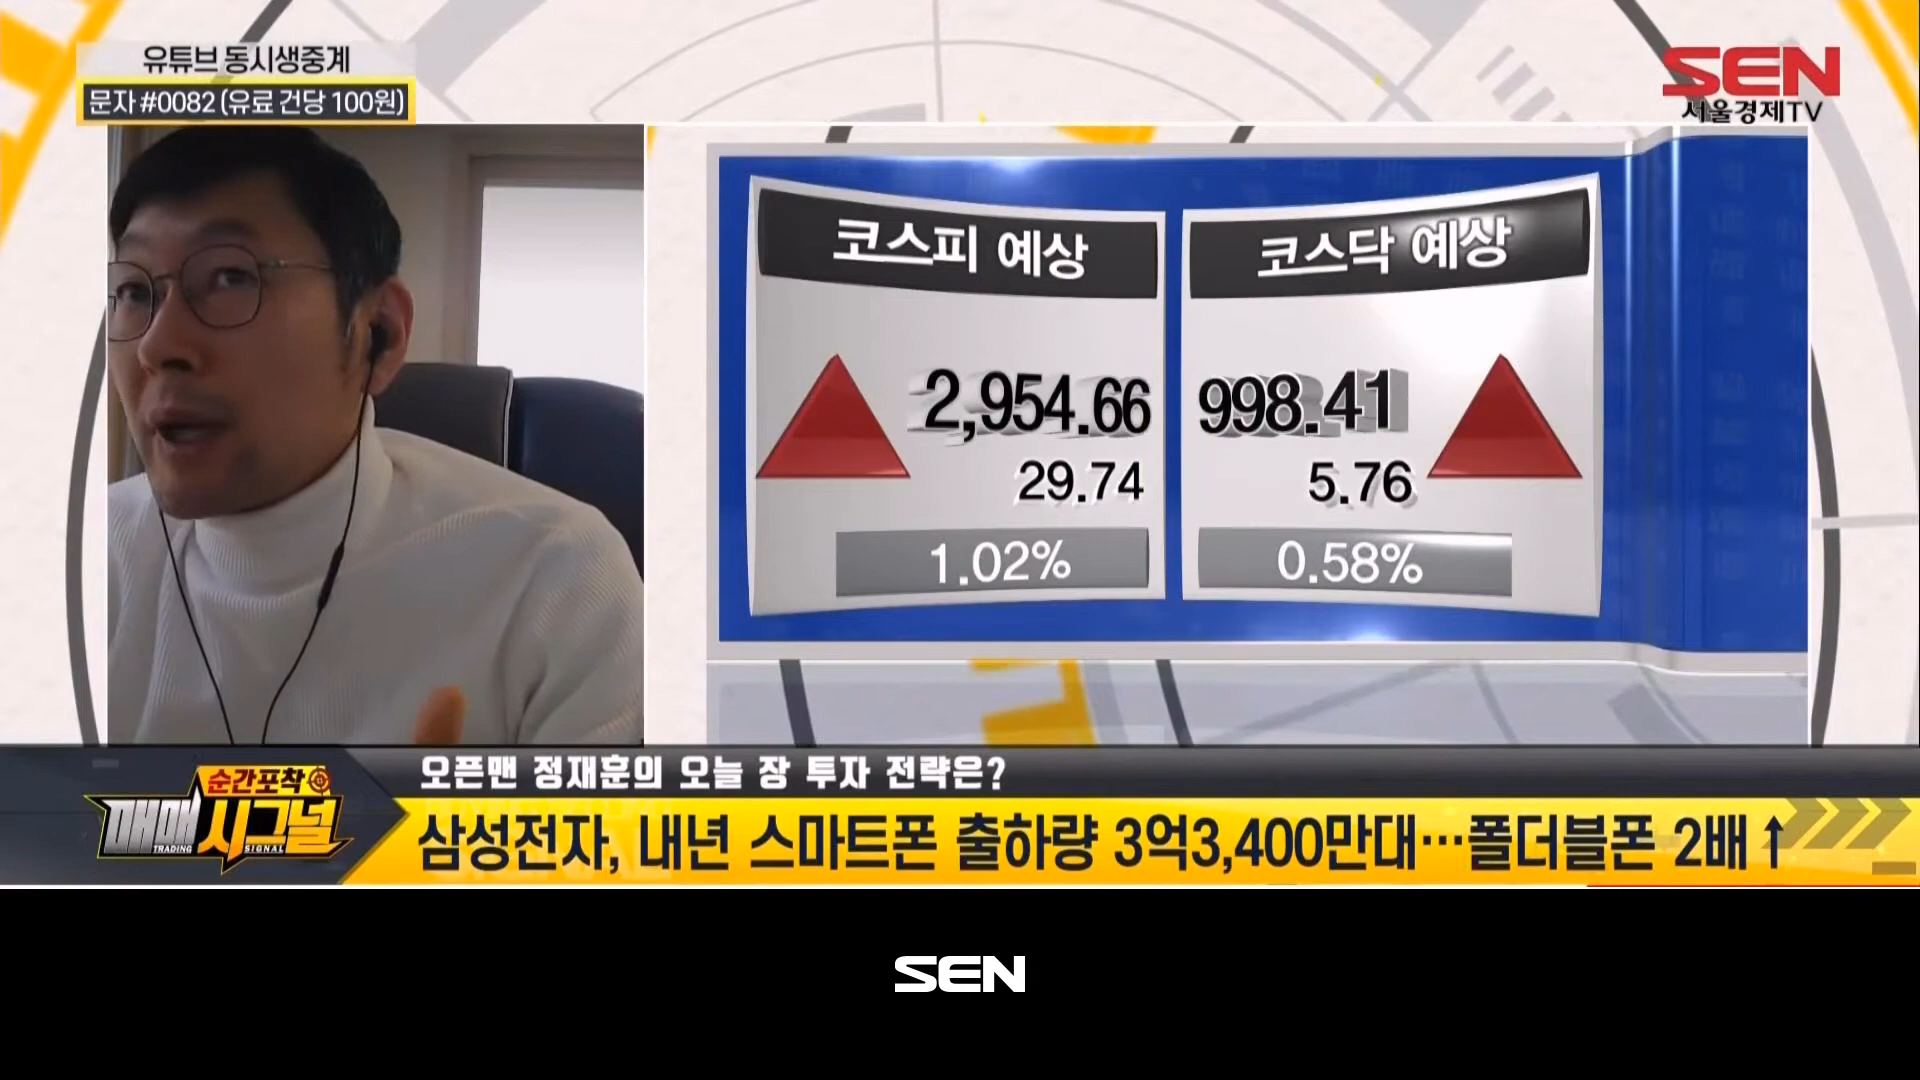 유튜브 동시생중계
문자 #0082 (유료 건당 100원)
SEN
서울경제TV
코스피 예상
2,954.66
29.74
1.02%
코스닥 예상
998.41
5.76
0.58%
오픈맨 정재훈의 오늘 장 투자 전략은?
순간포착
매매 시그널
TRADING SIGNAL
삼성전자, 내년 스마트폰 출하량 3억3,400만대…폴더블폰 2배↑
SEN